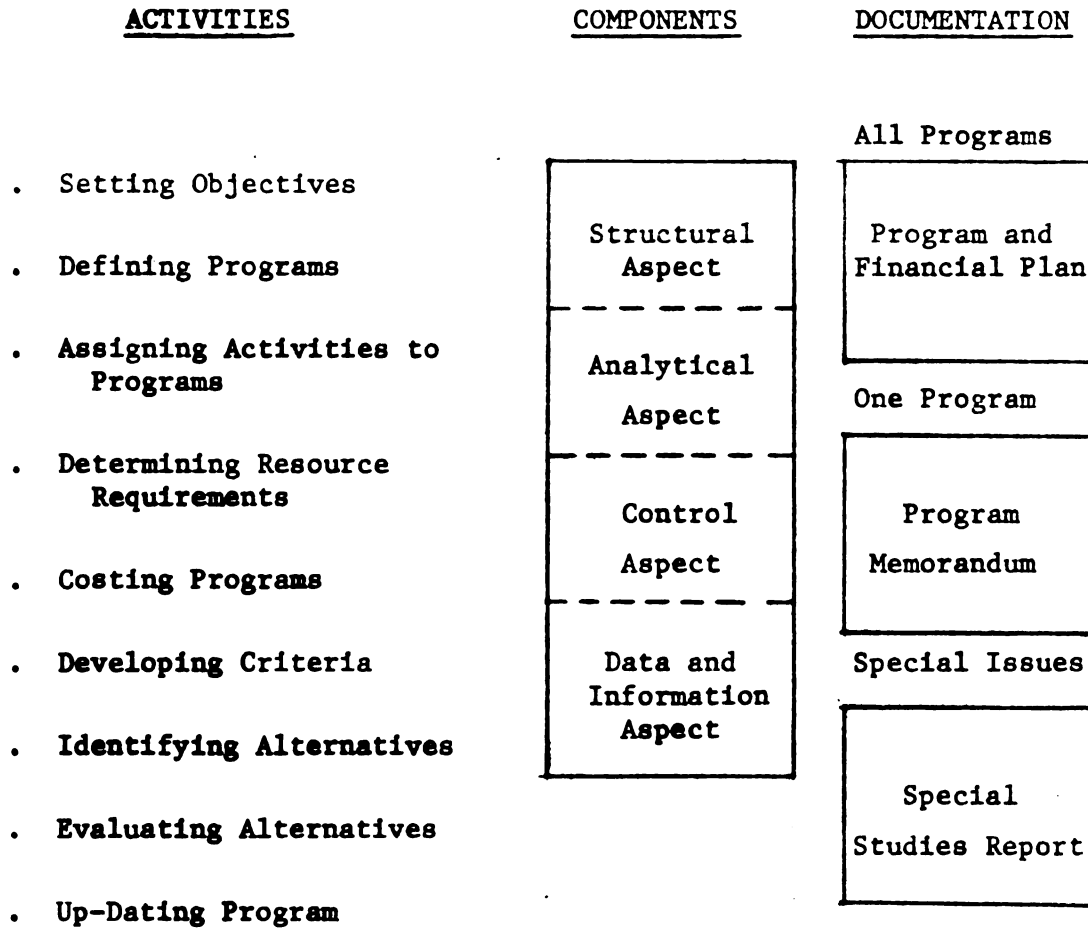 ACTIVITIES
. Setting Objectives
. Defining Programs
. Assigning Activities to
Programs
. Determining Resource
Requirements
. Costing Programs
. Developing Criteria
. Identifying Alternatives
. Evaluating Alternatives
. Up-Dating Program
COMPONENTS
Structural
Aspect
Analytical
Aspect
Control
Aspect
Data and
Information
Aspect
DOCUMENTATION
All Programs
Program and
Financial Plan
One Program
Program
Memorandum
Special Issues
Special
Studies Report